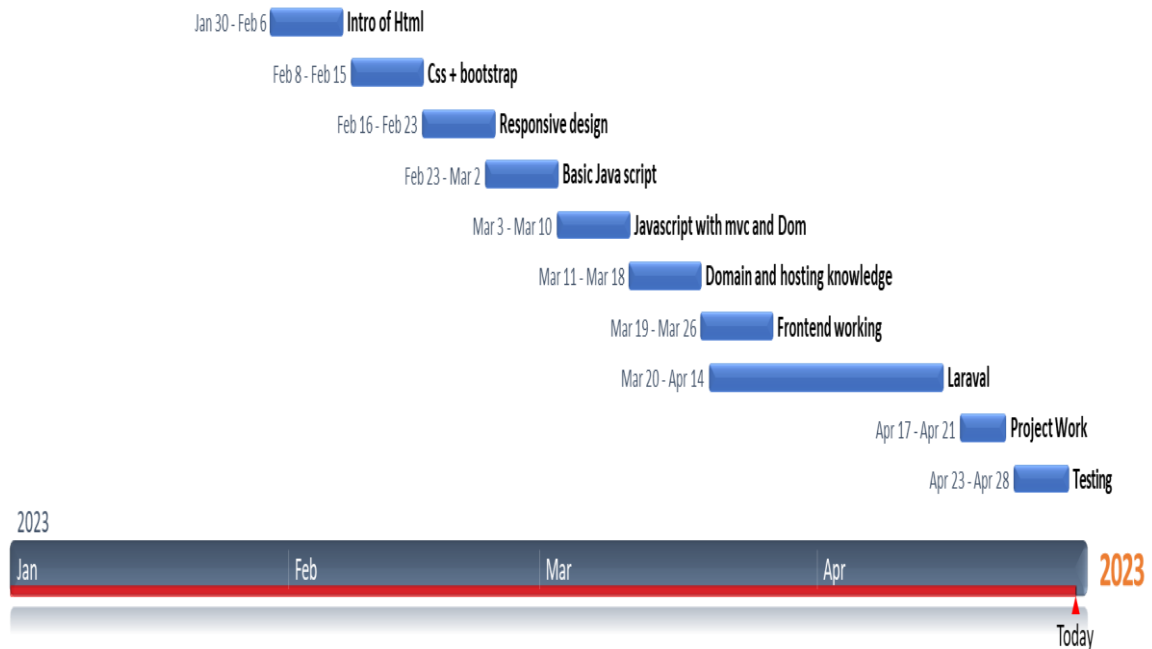 Jan 30 - Feb 6 Intro of Html
Feb 8 - Feb 15 Css + bootstrap
Feb 16 - Feb 23 Responsive design
Feb 23 - Mar 2 Basic Java script
Mar 3 - Mar 10 Javascript with mvc and Dom
Mar 11 - Mar 18 Domain and hosting knowledge
Mar 19 - Mar 26 Frontend working
Mar 20 - Apr 14 Laraval
Apr 17 - Apr 21 Project Work
Apr 23 - Apr 28 Testing
2023
Jan Feb Mar Apr 2023
Today